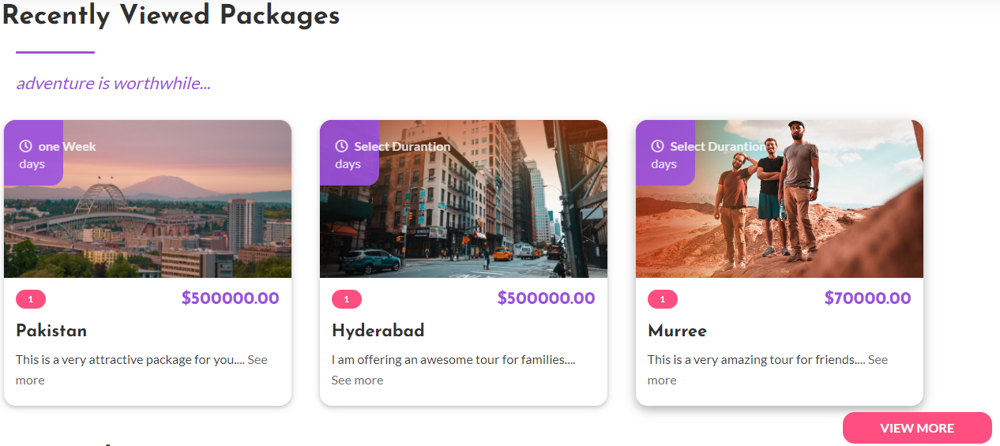 Recently Viewed Packages
adventure is worthwhile...
one Week
days
1
$500000.00
Pakistan
This is a very attractive package for you.... See
more
Select Durantion
days
1
$500000.00
Hyderabad
I am offering an awesome tour for families....
See more
Select Durantion
days
1
$70000.00
Murree
This is a very amazing tour for friends.... See
more
VIEW MORE